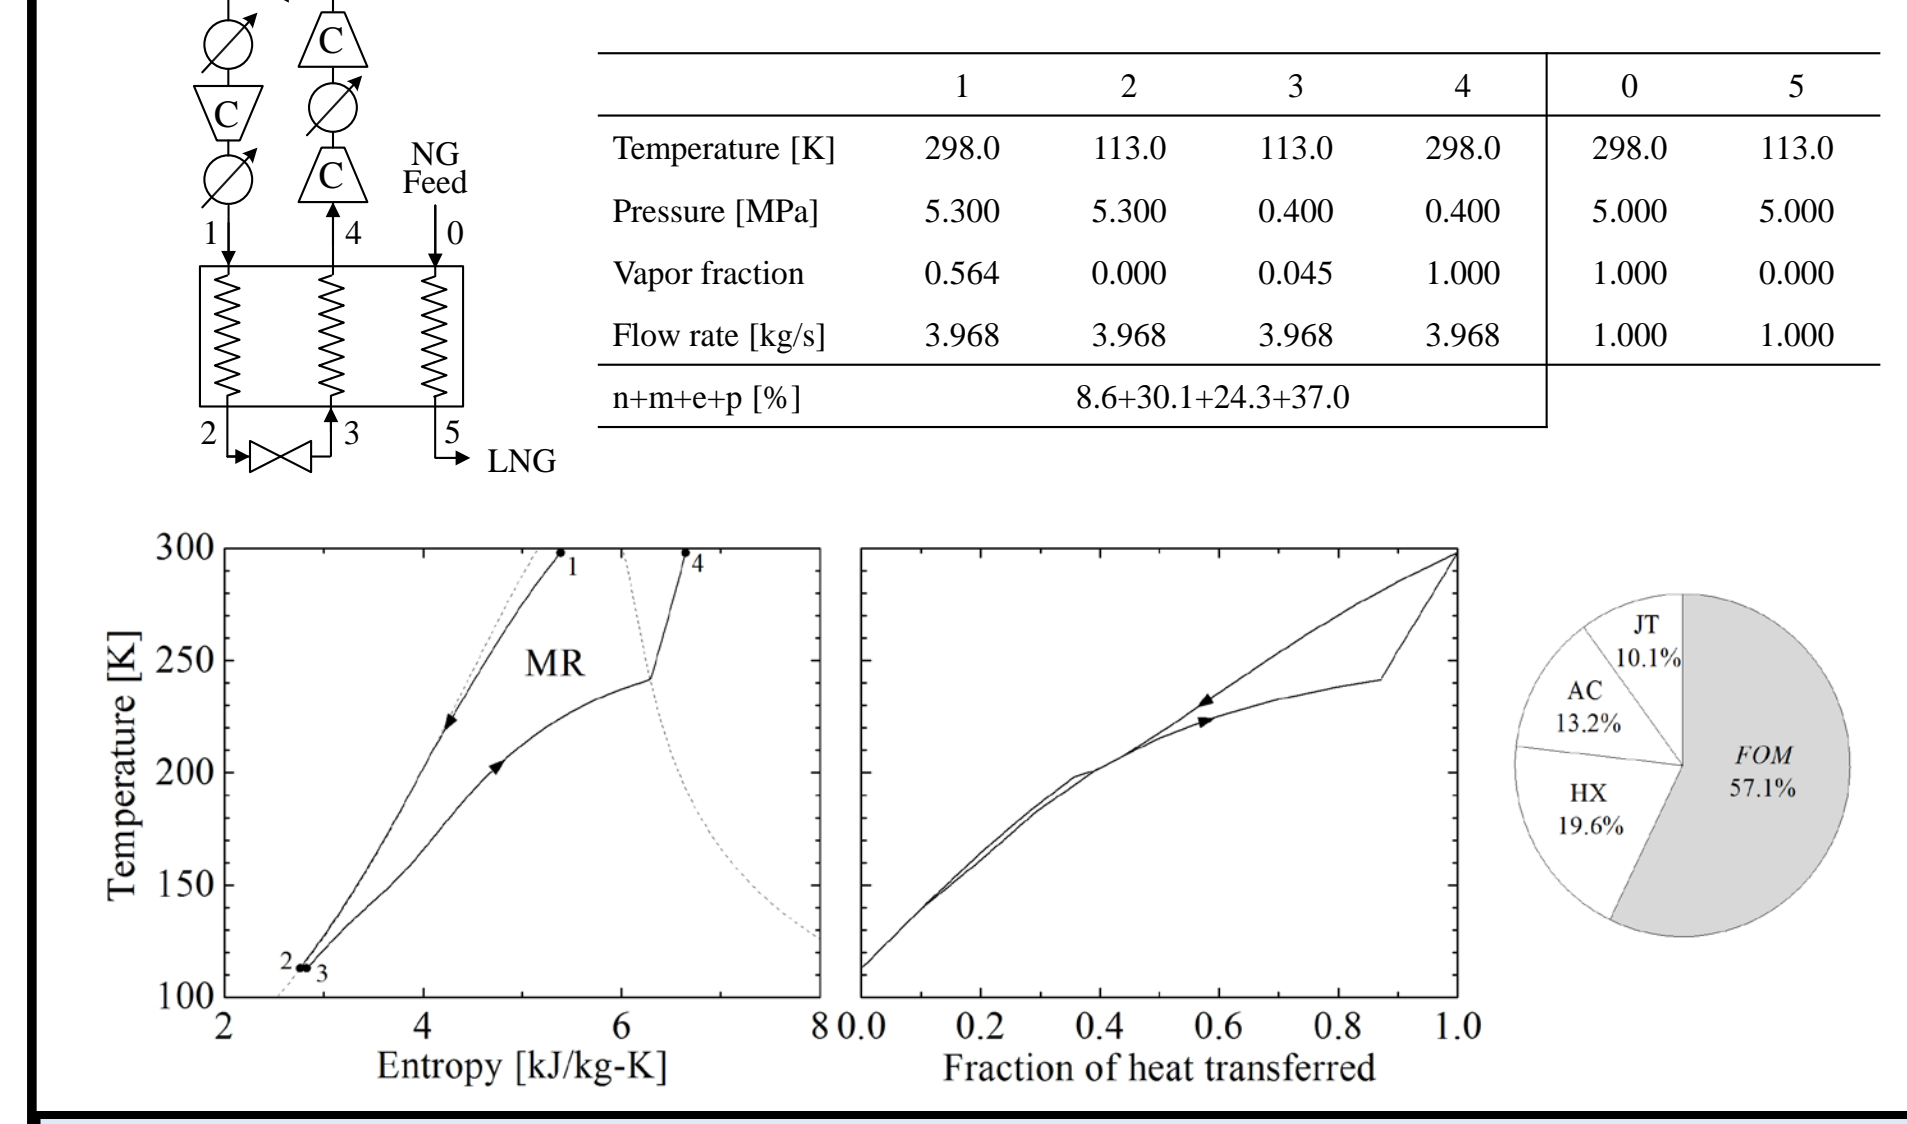 C
C
C
NG
Feed
1
4
0
2
3
5
LNG
1 2 3 4 0 5
Temperature [K] 298.0 113.0 113.0 298.0 298.0 113.0
Pressure [MPa] 5.300 5.300 0.400 0.400 5.000 5.000
Vapor fraction 0.564 0.000 0.045 1.000 1.000 0.000
Flow rate [kg/s] 3.968 3.968 3.968 3.968 1.000 1.000
n+m+e+p [%] 8.6+30.1+24.3+37.0
Temperature [K]
300
250
200
150
100
1
4
MR
2
3
2 4 6 8
Entropy [kJ/kg-K]
0.0 0.2 0.4 0.6 0.8 1.0
Fraction of heat transferred
JT
10.1%
AC
13.2%
HX
19.6%
FOM
57.1%